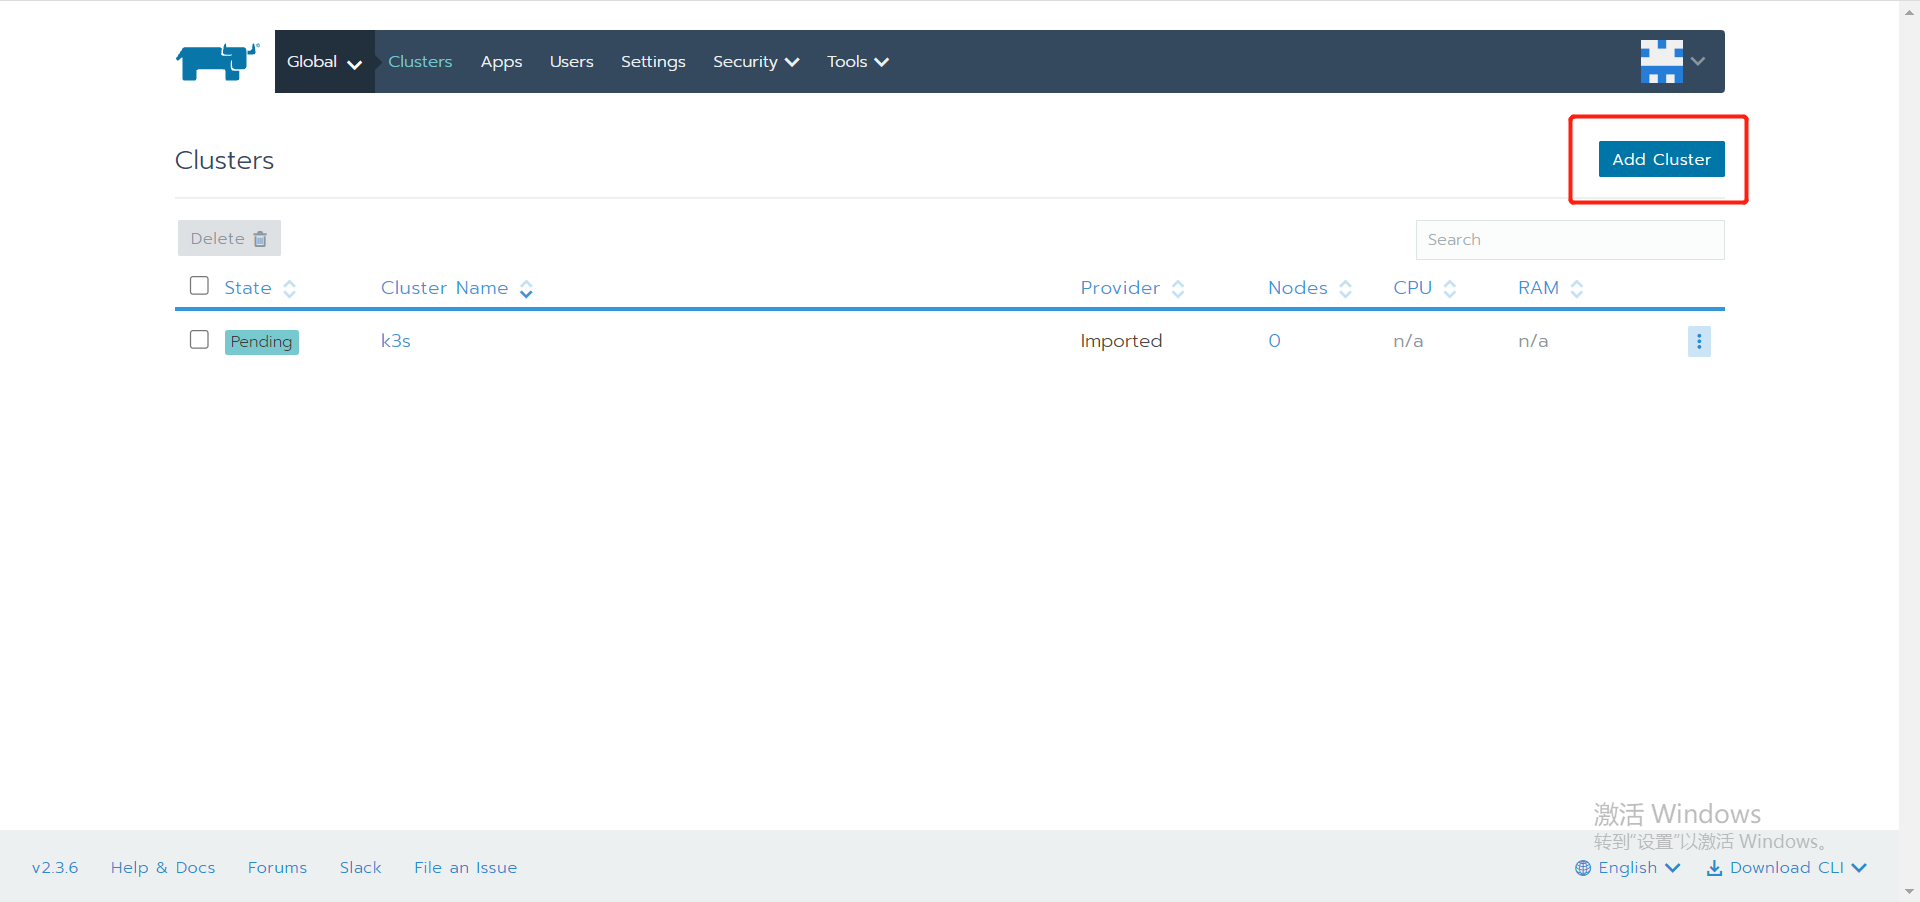 Global Clusters Apps Users Settings Security Tools
Clusters
Add Cluster
Delete
Search
State Cluster Name Provider Nodes CPU RAM
Pending k3s Imported 0 n/a n/a
激活 Windows
转到“设置”以激活 Windows。
v2.3.6 Help & Docs Forums Slack File an Issue English Download CLI